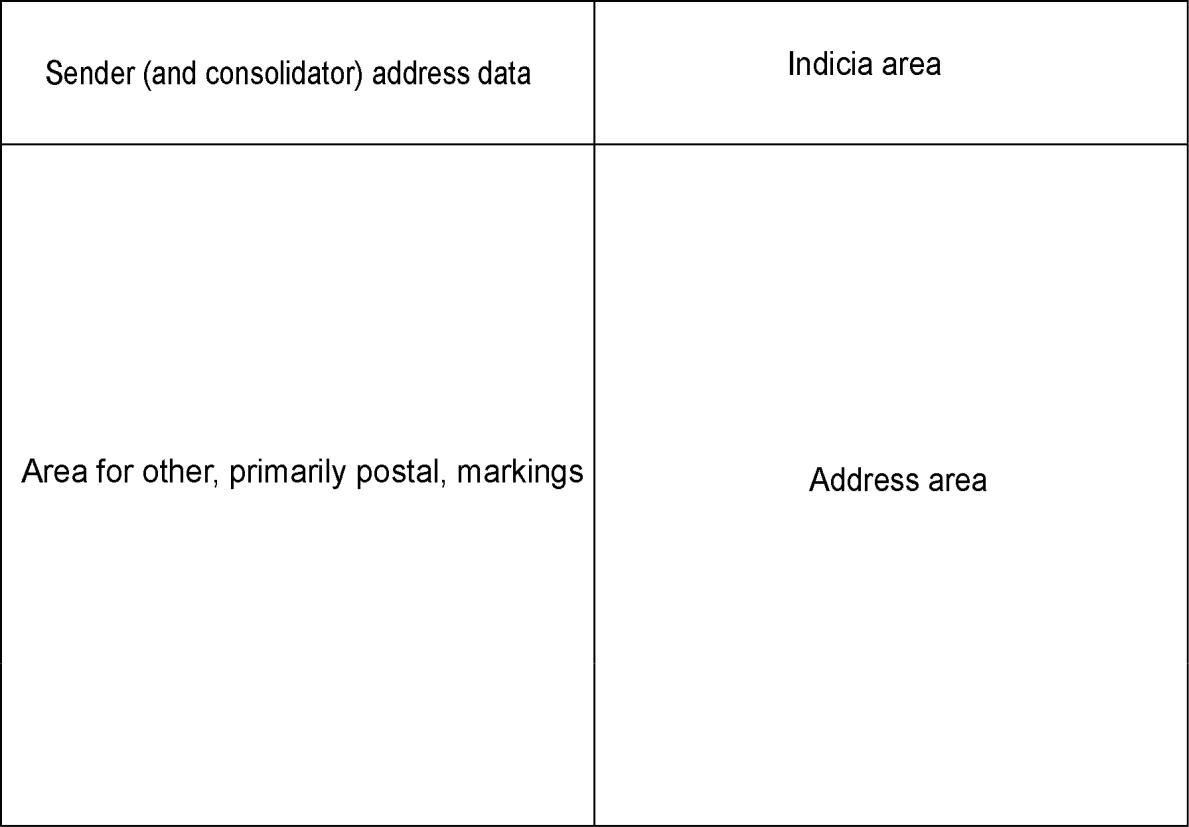 Sender (and consolidator) address data
Indicia area
Area for other, primarily postal, markings
Address area